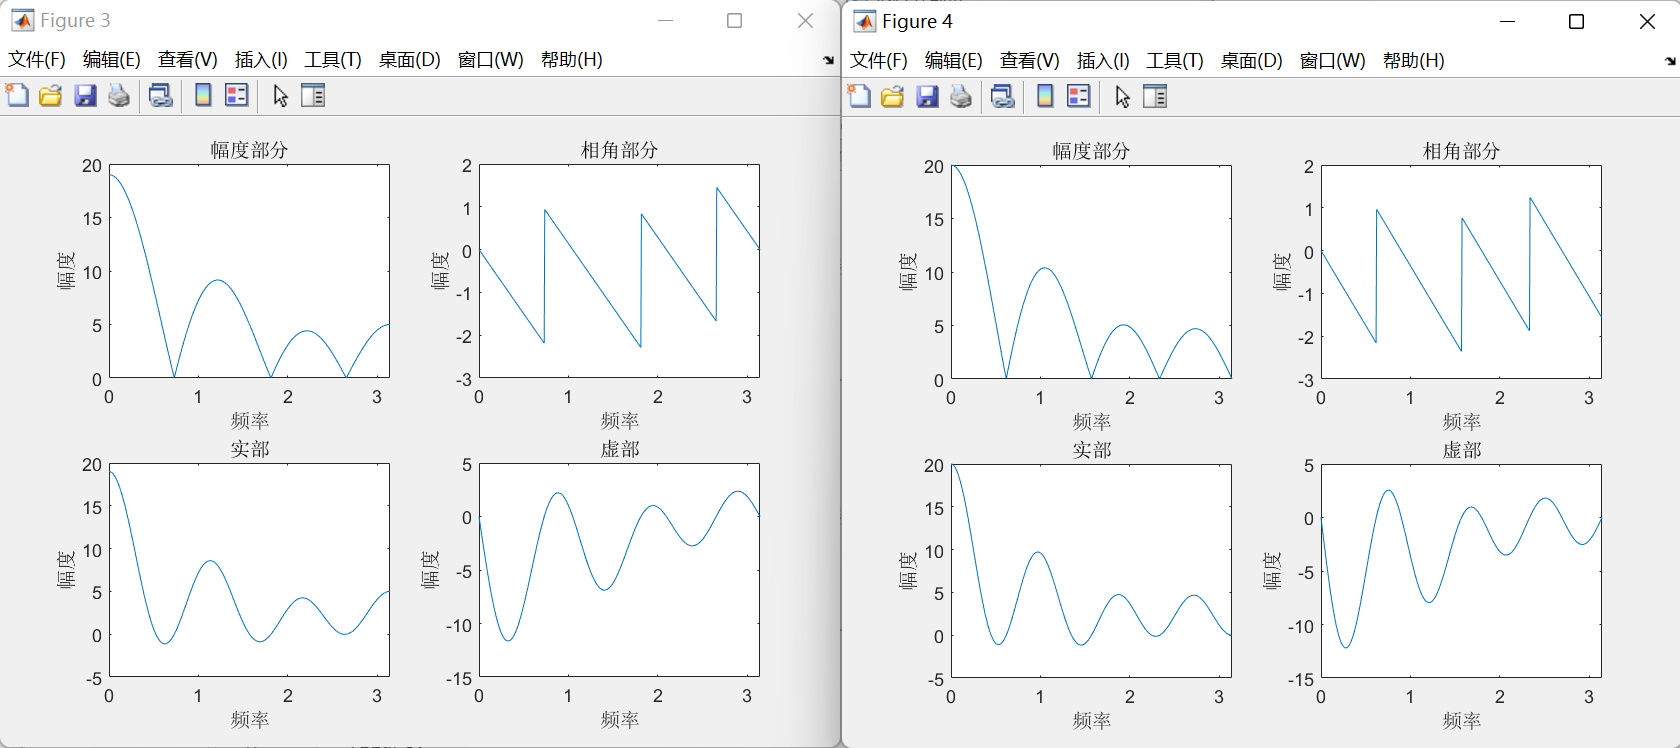 Figure 3
文件(F) 编辑(E) 查看(V) 插入(I) 工具(T) 桌面(D) 窗口(W) 帮助(H)
幅度部分
20
15
10
5
0
幅度
0 1 2 3
频率
相角部分
2
1
0
-1
-2
-3
幅度
0 1 2 3
频率
实部
20
15
10
5
0
-5
幅度
0 1 2 3
频率
虚部
5
0
-5
-10
-15
幅度
0 1 2 3
频率
Figure 4
文件(F) 编辑(E) 查看(V) 插入(I) 工具(T) 桌面(D) 窗口(W) 帮助(H)
幅度部分
20
15
10
5
0
幅度
0 1 2 3
频率
相角部分
2
1
0
-1
-2
-3
幅度
0 1 2 3
频率
实部
20
15
10
5
0
-5
幅度
0 1 2 3
频率
虚部
5
0
-5
-10
-15
幅度
0 1 2 3
频率